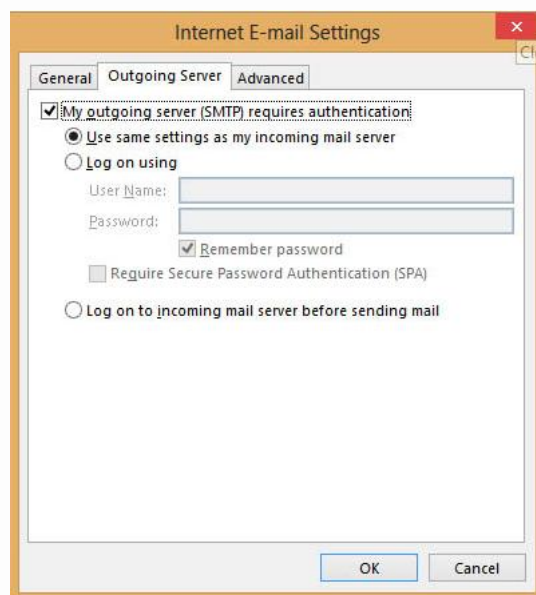 Internet E-mail Settings
Cl
General Outgoing Server Advanced
My outgoing server (SMTP) requires authentication
Use same settings as my incoming mail server
Log on using
User Name:
Password:
Remember password
Require Secure Password Authentication (SPA)
Log on to incoming mail server before sending mail
OK Cancel